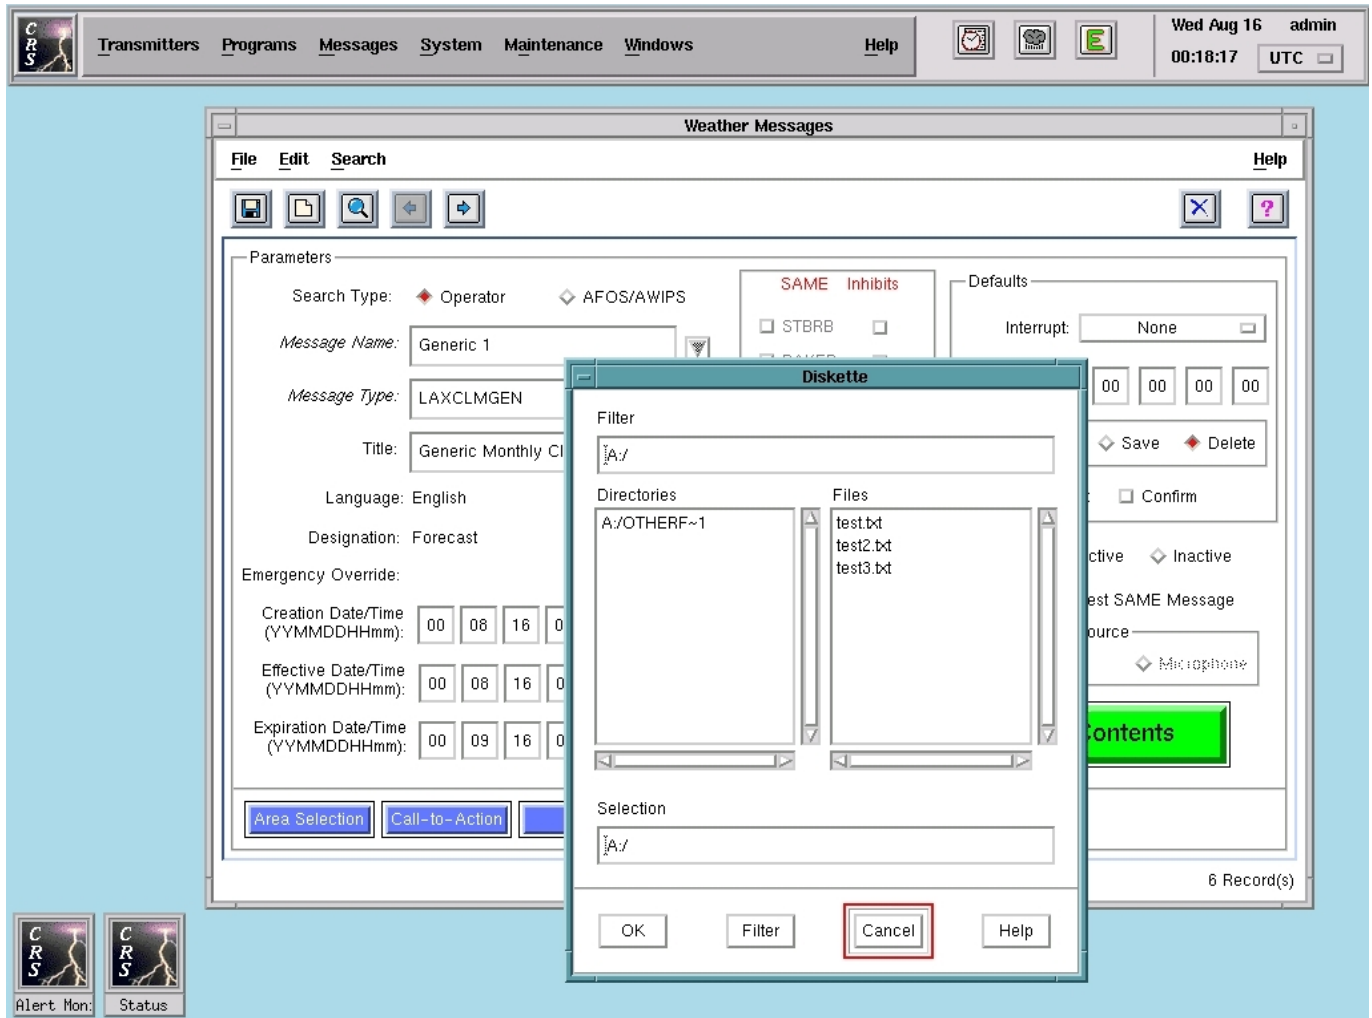 CRS
Transmitters Programs Messages System Maintenance Windows Help
E
Wed Aug 16 admin
00:18:17 UTC
Weather Messages
File Edit Search Help
?
Parameters
Search Type: Operator AFOS/AWIPS
Message Name: Generic 1
Message Type: LAXCLMGEN
Title: Generic Monthly Cl
Language: English
Designation: Forecast
Emergency Override:
Creation Date/Time
(YYMMDDHHmm): 00 08 16 0
Effective Date/Time
(YYMMDDHHmm): 00 08 16 0
Expiration Date/Time
(YYMMDDHHmm): 00 09 16 0
Area Selection Call-to-Action
SAME Inhibits
STBRB
Defaults
Interrupt: None
00 00 00 00
Save Delete
: Confirm
ctive Inactive
est SAME Message
ource
Microphone
ontents
6 Record(s)
Diskette
Filter
A:/
Directories Files
A:/OTHERF~1
test.txt
test2.txt
test3.txt
Selection
A:/
OK Filter Cancel Help
CRS
Alert Mon:
CRS
Status